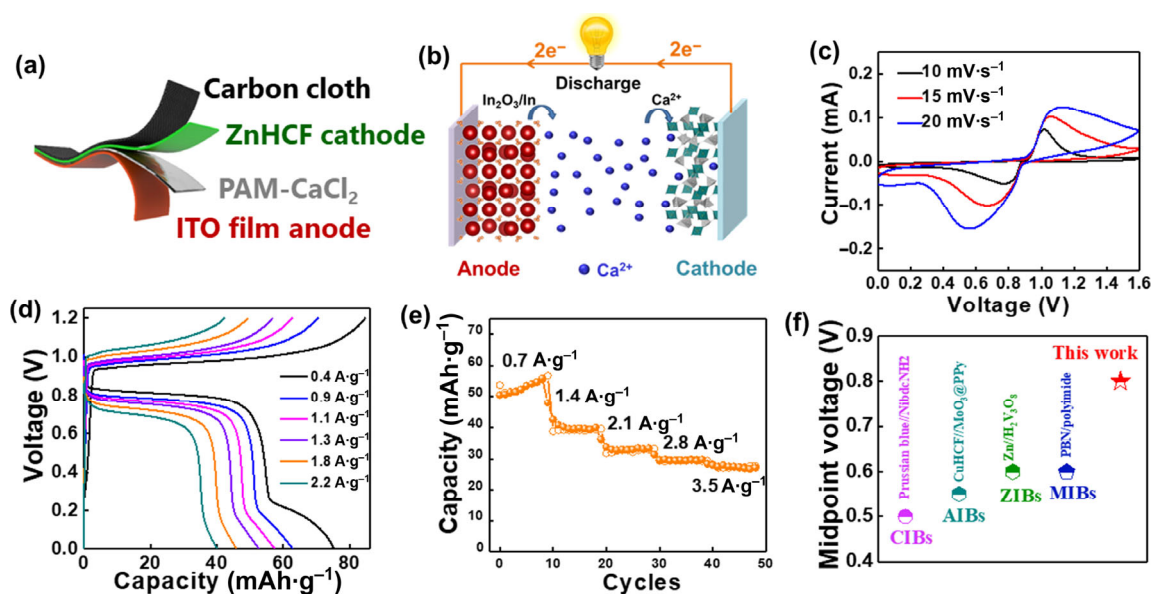 (a)
Carbon cloth
ZnHCF cathode
PAM-CaCl₂
ITO film anode
(b)
2e⁻
2e⁻
Discharge
In₂O₃/In
Ca²⁺
Anode
Ca²⁺
Cathode
(c)
Current (mA)
0.2
0.1
0.0
−0.1
−0.2
10 mV·s⁻¹
15 mV·s⁻¹
20 mV·s⁻¹
0.0 0.2 0.4 0.6 0.8 1.0 1.2 1.4 1.6
Voltage (V)
(d)
Voltage (V)
1.2
1.0
0.8
0.6
0.4
0.2
0.0
0.4 A·g⁻¹
0.9 A·g⁻¹
1.1 A·g⁻¹
1.3 A·g⁻¹
1.8 A·g⁻¹
2.2 A·g⁻¹
0 20 40 60 80
Capacity (mAh·g⁻¹)
(e)
Capacity (mAh·g⁻¹)
70
60
50
40
30
20
10
0
0.7 A·g⁻¹
1.4 A·g⁻¹
2.1 A·g⁻¹
2.8 A·g⁻¹
3.5 A·g⁻¹
0 10 20 30 40 50
Cycles
(f)
Midpoint voltage (V)
0.9
0.8
0.7
0.6
0.5
0.4
This work
Prussian blue//NibdcNH2
CuHCF//MoO₃@PPy
Zn//H₂V₃O₈
PBN/polyimide
CIBs
AIBs
ZIBs
MIBs